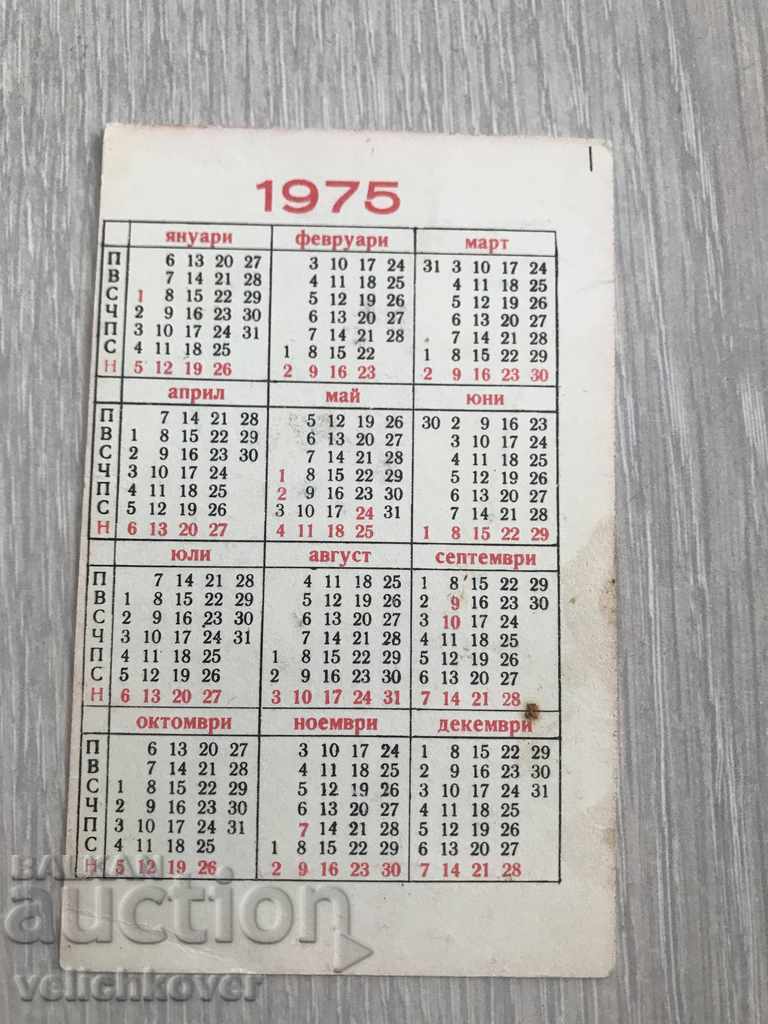 1975
януари февруари март
П 6 13 20 27 3 10 17 24 31 3 10 17 24
В 7 14 21 28 4 11 18 25 4 11 18 25
С 1 8 15 22 29 5 12 19 26 5 12 19 26
Ч 2 9 16 23 30 6 13 20 27 6 13 20 27
П 3 10 17 24 31 7 14 21 28 7 14 21 28
С 4 11 18 25 1 8 15 22 1 8 15 22 29
Н 5 12 19 26 2 9 16 23 2 9 16 23 30
април май юни
П 7 14 21 28 5 12 19 26 30 2 9 16 23
В 1 8 15 22 29 6 13 20 27 3 10 17 24
С 2 9 16 23 30 7 14 21 28 4 11 18 25
Ч 3 10 17 24 1 8 15 22 29 5 12 19 26
П 4 11 18 25 2 9 16 23 30 6 13 20 27
С 5 12 19 26 3 10 17 24 31 7 14 21 28
Н 6 13 20 27 4 11 18 25 1 8 15 22 29
юли август септември
П 7 14 21 28 4 11 18 25 1 8 15 22 29
В 1 8 15 22 29 5 12 19 26 2 9 16 23 30
С 2 9 16 23 30 6 13 20 27 3 10 17 24
Ч 3 10 17 24 31 7 14 21 28 4 11 18 25
П 4 11 18 25 1 8 15 22 29 5 12 19 26
С 5 12 19 26 2 9 16 23 30 6 13 20 27
Н 6 13 20 27 3 10 17 24 31 7 14 21 28
октомври ноември декември
П 6 13 20 27 3 10 17 24 1 8 15 22 29
В 7 14 21 28 4 11 18 25 2 9 16 23 30
С 1 8 15 22 29 5 12 19 26 3 10 17 24 31
Ч 2 9 16 23 30 6 13 20 27 4 11 18 25
П 3 10 17 24 31 7 14 21 28 5 12 19 26
С 4 11 18 25 1 8 15 22 29 6 13 20 27
Н 5 12 19 26 2 9 16 23 30 7 14 21 28
BALKAN
auction
velichkover